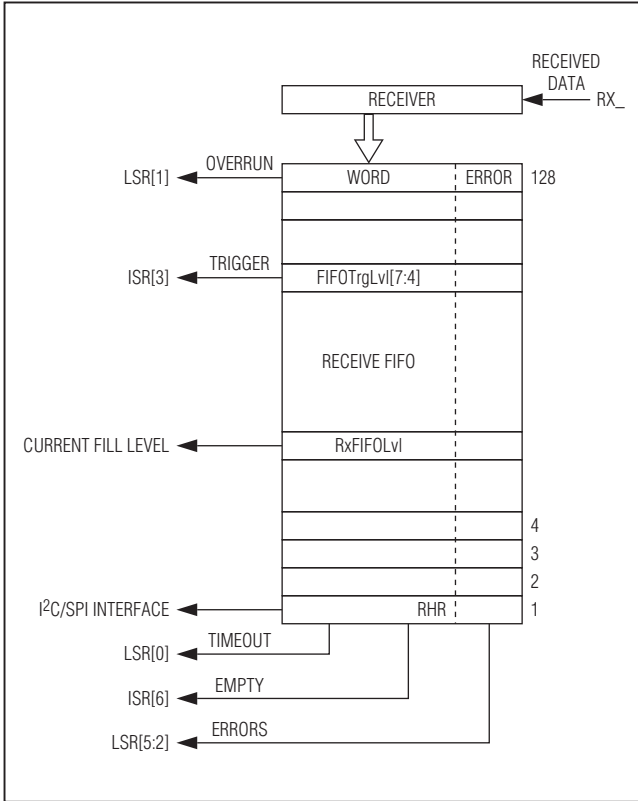 RECEIVED
DATA
RECEIVER
RX_
OVERRUN
LSR[1]
WORD
ERROR
128
TRIGGER
ISR[3]
FIFOTrgLvl[7:4]
RECEIVE FIFO
CURRENT FILL LEVEL
RxFIFOLvl
4
3
2
I2C/SPI INTERFACE
RHR
1
TIMEOUT
LSR[0]
EMPTY
ISR[6]
ERRORS
LSR[5:2]